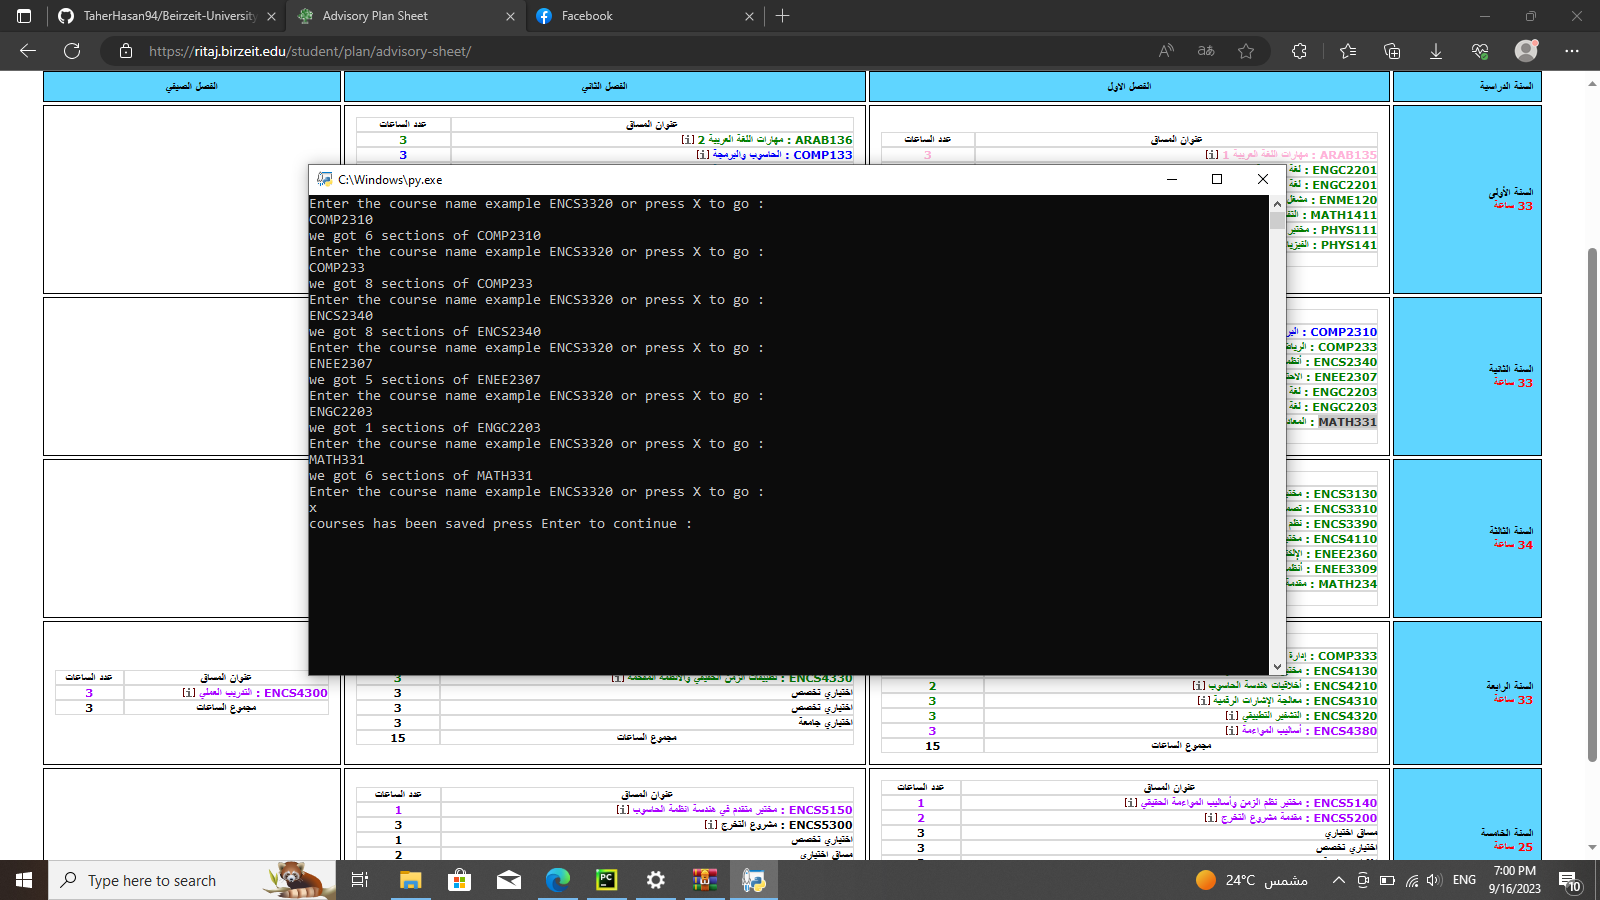 TaherHasan94/Beirzeit-University
Advisory Plan Sheet
Facebook
https://ritaj.birzeit.edu/student/plan/advisory-sheet/
السنة الدراسية
الفصل الاول
الفصل الثاني
الفصل الصيفي
السنة الأولى
33 ساعة
عنوان المساق عدد الساعات
ARAB135 : مهارات اللغة العربية 1 [i] 3
ENGC2201 : لغة
ENGC2201 : لغة
ENME120 : مشغل
MATH1411 :
PHYS111 : مختبر
PHYS141 : الفيزيا
عنوان المساق عدد الساعات
ARAB136 : مهارات اللغة العربية 2 [i] 3
COMP133 : الحاسوب والبرمجة [i] 3
C:\Windows\py.exe
Enter the course name example ENCS3320 or press X to go :
COMP2310
we got 6 sections of COMP2310
Enter the course name example ENCS3320 or press X to go :
COMP233
we got 8 sections of COMP233
Enter the course name example ENCS3320 or press X to go :
ENCS2340
we got 8 sections of ENCS2340
Enter the course name example ENCS3320 or press X to go :
ENEE2307
we got 5 sections of ENEE2307
Enter the course name example ENCS3320 or press X to go :
ENGC2203
we got 1 sections of ENGC2203
Enter the course name example ENCS3320 or press X to go :
MATH331
we got 6 sections of MATH331
Enter the course name example ENCS3320 or press X to go :
x
courses has been saved press Enter to continue :
السنة الثانية
33 ساعة
COMP2310 :
COMP233 :
ENCS2340 : أنظم
ENEE2307 :
ENGC2203 : لغة
ENGC2203 : لغة
MATH331 : المعاد
السنة الثالثة
34 ساعة
ENCS3130 :
ENCS3310 :
ENCS3390 : نظم
ENCS4110 :
ENEE2360 :
ENEE3309 :
MATH234 : مقدمة
السنة الرابعة
33 ساعة
COMP333 : إدارة
ENCS4130 :
ENCS4210 : أخلاقيات هندسة الحاسوب [i] 2
ENCS4310 : معالجة الإشارات الرقمية [i] 3
ENCS4320 : التشفير التطبيقي [i] 3
ENCS4380 : أساليب المواءمة [i] 3
مجموع الساعات 15
ENCS4330 : تطبيقات الزمن الحقيقي والأنظمة المضمنة [i] 3
اختياري تخصص 3
اختياري تخصص 3
اختياري جامعة 3
مجموع الساعات 15
عنوان المساق عدد الساعات
ENCS4300 : التدريب العملي [i] 3
مجموع الساعات 3
السنة الخامسة
25 ساعة
عنوان المساق عدد الساعات
ENCS5140 : مختبر نظم الزمن وأساليب المواءمة الحقيقي [i] 1
ENCS5200 : مقدمة مشروع التخرج [i] 2
مساق اختياري 3
اختياري تخصص 3
عنوان المساق عدد الساعات
ENCS5150 : مختبر متقدم في هندسة انظمة الحاسوب [i] 1
ENCS5300 : مشروع التخرج [i] 3
اختياري تخصص 1
مساق اختياري 2
Type here to search
24°C مشمس
ENG
7:00 PM
9/16/2023
10